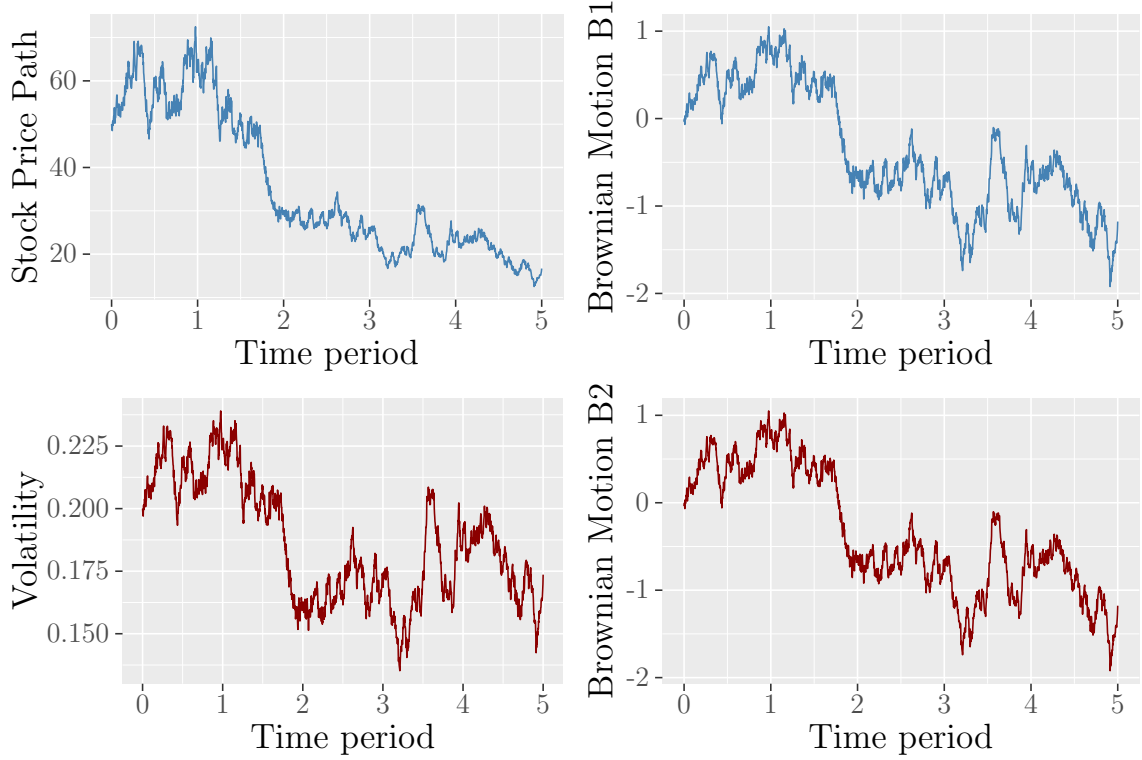 Stock Price Path
60
40
20
0 1 2 3 4 5
Time period
Brownian Motion B1
1
0
-1
-2
0 1 2 3 4 5
Time period
Volatility
0.225
0.200
0.175
0.150
0 1 2 3 4 5
Time period
Brownian Motion B2
1
0
-1
-2
0 1 2 3 4 5
Time period